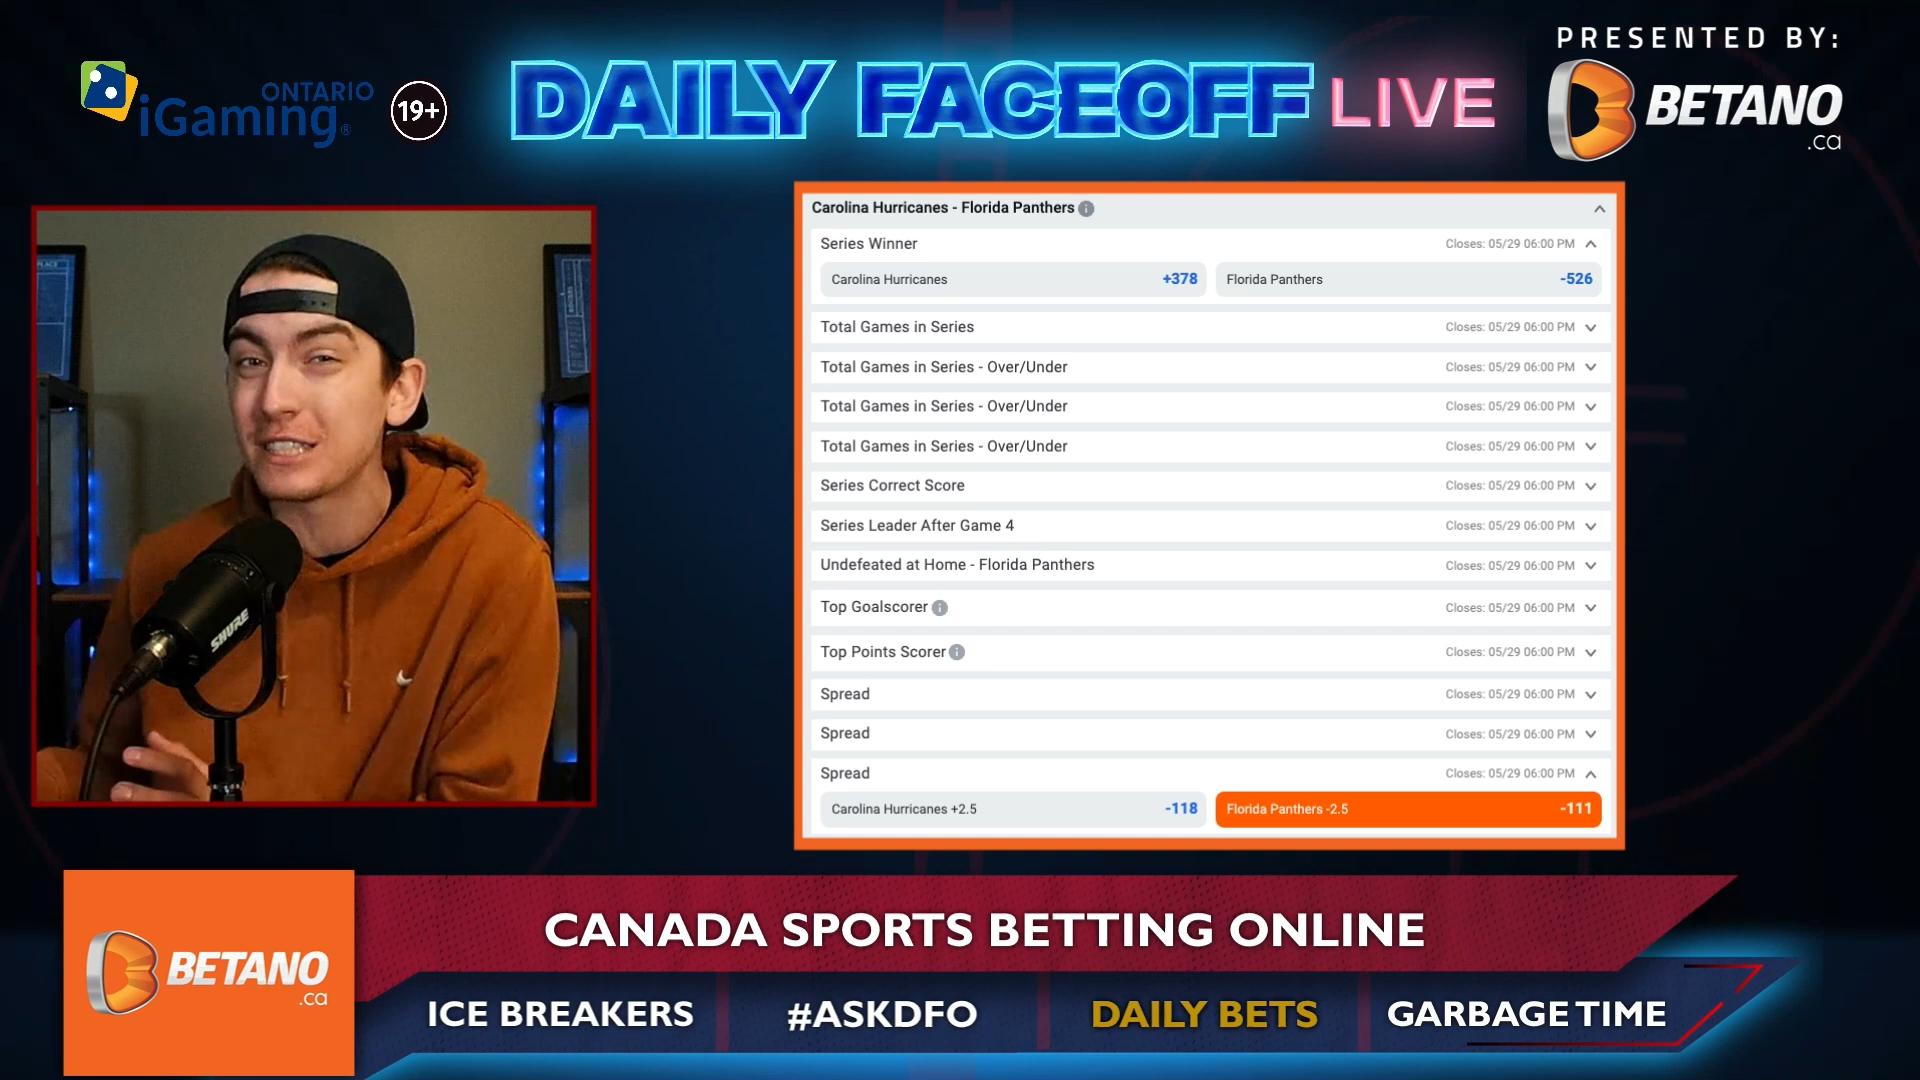 ONTARIO
iGaming®
19+
DAILY FACEOFF LIVE
PRESENTED BY:
BETANO
.ca
PLACE
SHURE
Carolina Hurricanes - Florida Panthers
Series Winner Closes: 05/29 06:00 PM
Carolina Hurricanes +378 Florida Panthers -526
Total Games in Series Closes: 05/29 06:00 PM
Total Games in Series - Over/Under Closes: 05/29 06:00 PM
Total Games in Series - Over/Under Closes: 05/29 06:00 PM
Total Games in Series - Over/Under Closes: 05/29 06:00 PM
Series Correct Score Closes: 05/29 06:00 PM
Series Leader After Game 4 Closes: 05/29 06:00 PM
Undefeated at Home - Florida Panthers Closes: 05/29 06:00 PM
Top Goalscorer Closes: 05/29 06:00 PM
Top Points Scorer Closes: 05/29 06:00 PM
Spread Closes: 05/29 06:00 PM
Spread Closes: 05/29 06:00 PM
Spread Closes: 05/29 06:00 PM
Carolina Hurricanes +2.5 -118 Florida Panthers -2.5 -111
BETANO
.ca
CANADA SPORTS BETTING ONLINE
ICE BREAKERS #ASKDFO DAILY BETS GARBAGE TIME